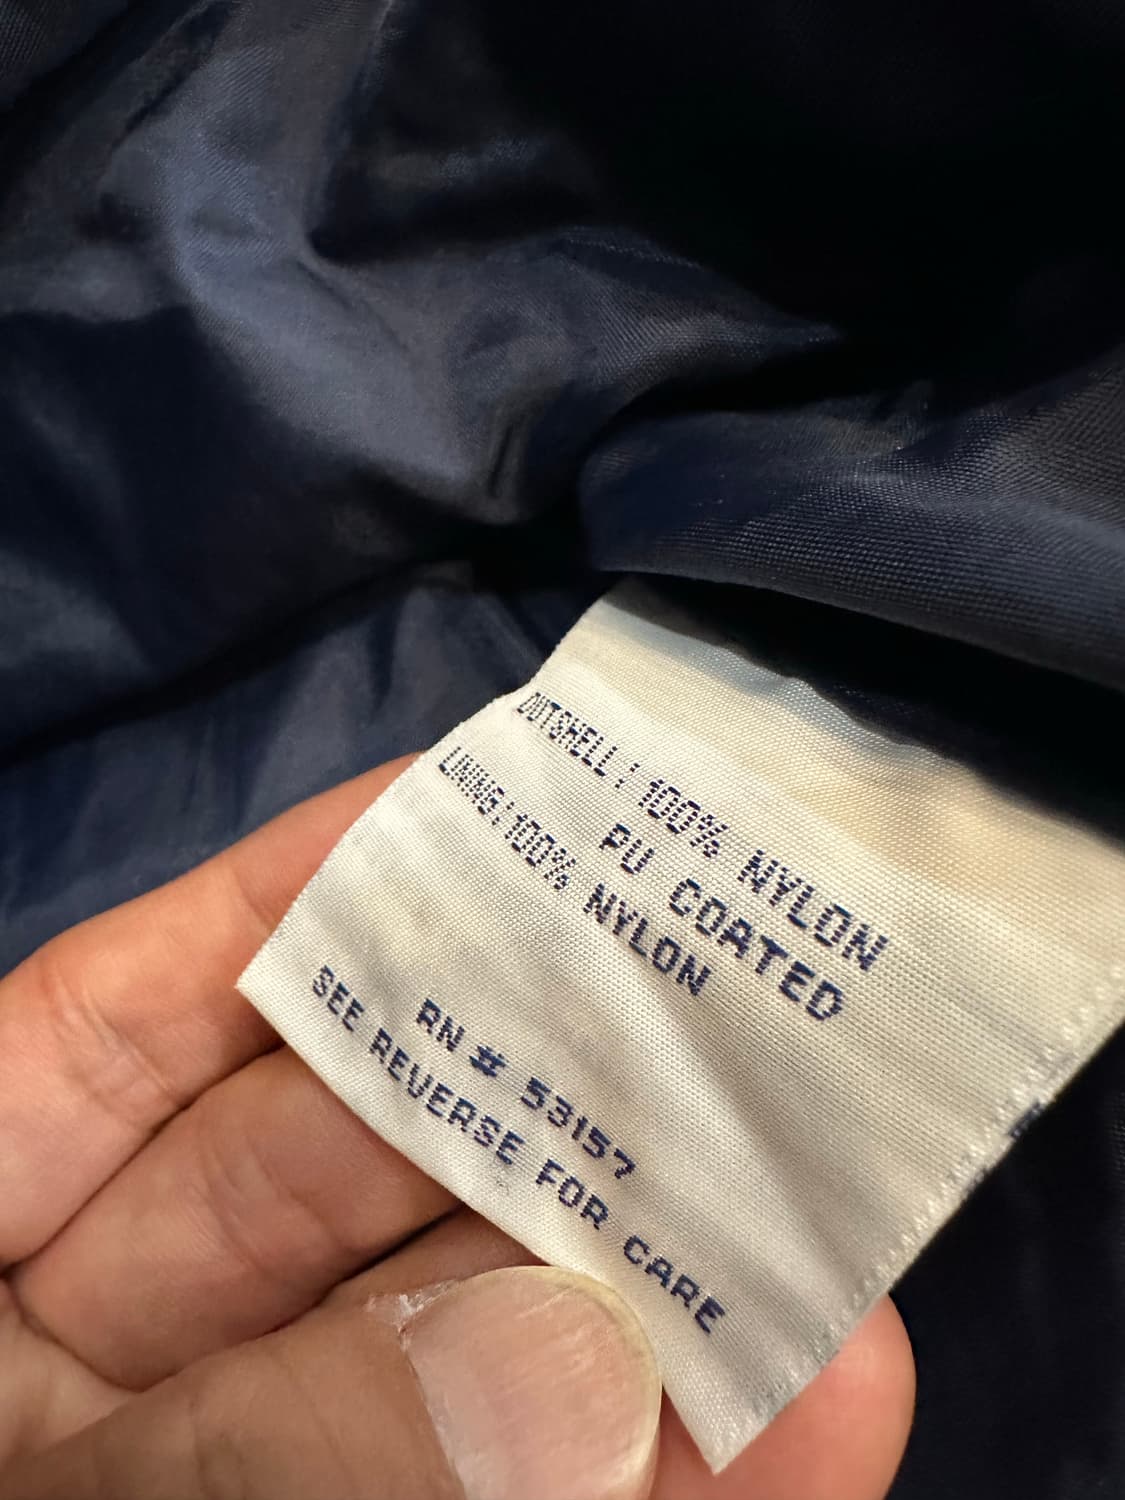 OUTSHELL: 100% NYLON
PU COATED
LINING: 100% NYLON
RN # 53157
SEE REVERSE FOR CARE